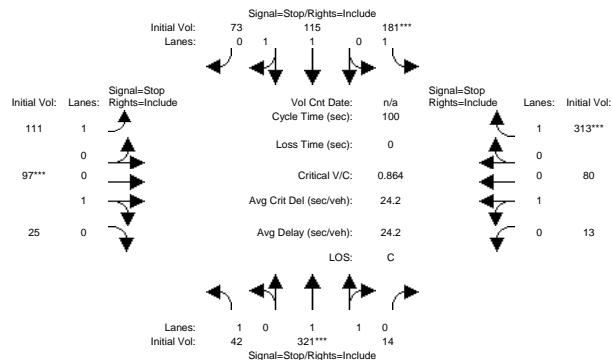 Signal=Stop/Rights=Include
Initial Vol: 73 115 181***
Lanes: 0 1 1 0 1
Signal=Stop
Initial Vol: Lanes: Rights=Include
Vol Cnt Date: n/a
Signal=Stop
Rights=Include Lanes: Initial Vol:
Cycle Time (sec): 100
111 1
1 313***
Loss Time (sec): 0
0
0
97*** 0
Critical V/C: 0.864
0 80
1
Avg Crit Del (sec/veh): 24.2
1
25 0
Avg Delay (sec/veh): 24.2
0 13
LOS: C
Lanes: 1 0 1 1 0
Initial Vol: 42 321*** 14
Signal=Stop/Rights=Include